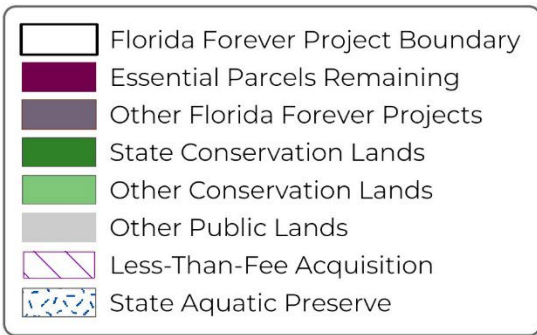 Florida Forever Project Boundary
Essential Parcels Remaining
Other Florida Forever Projects
State Conservation Lands
Other Conservation Lands
Other Public Lands
Less-Than-Fee Acquisition
State Aquatic Preserve